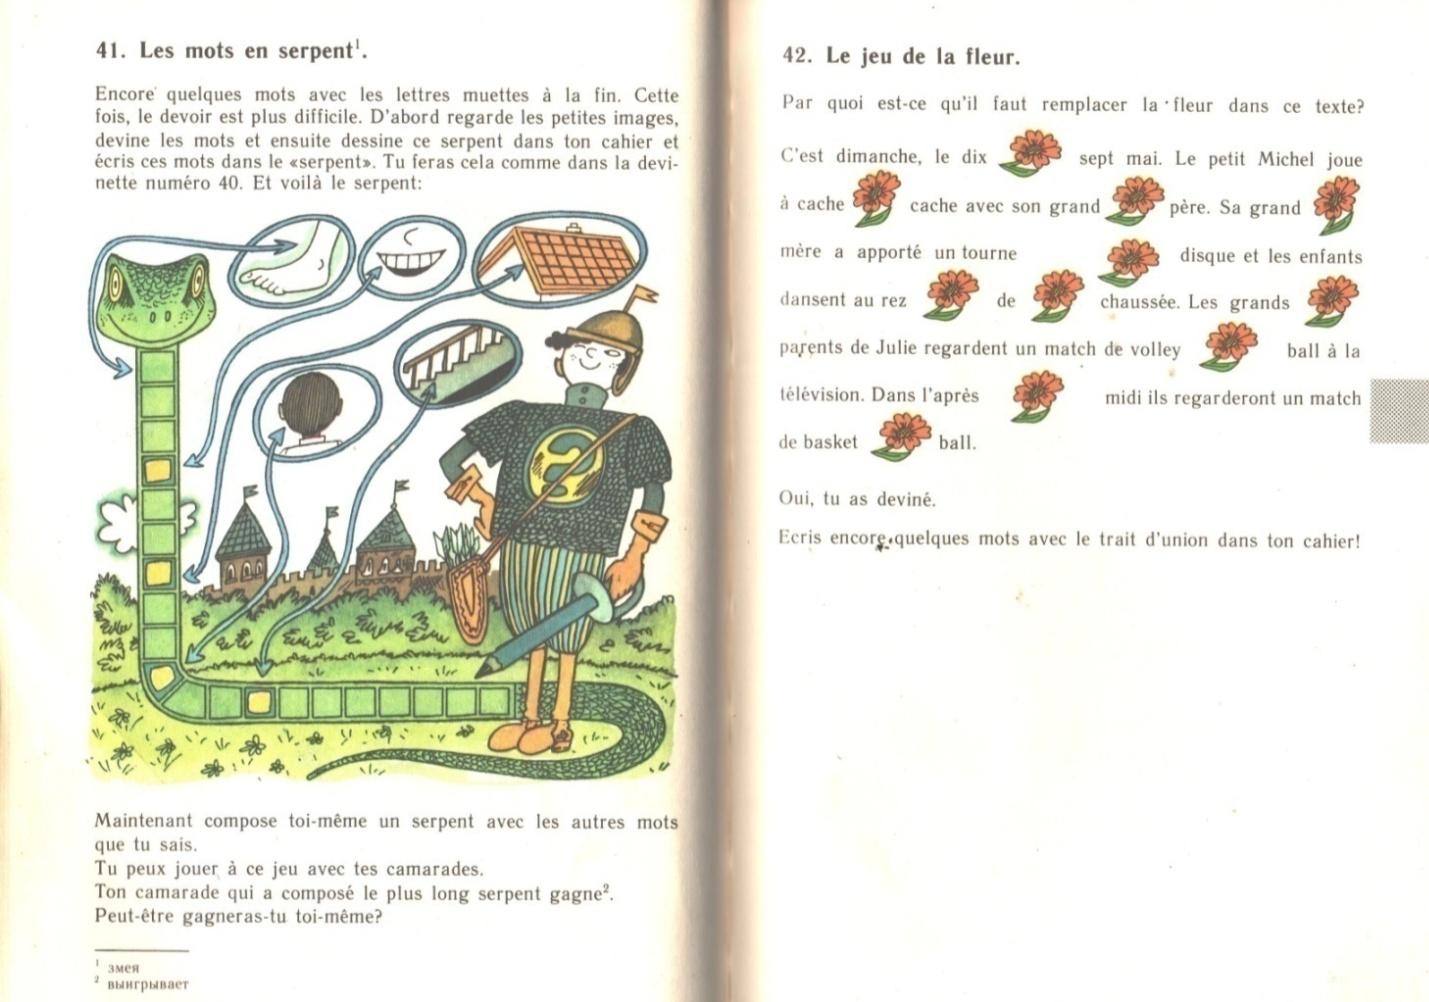 41. Les mots en serpent¹.
Encore quelques mots avec les lettres muettes à la fin. Cette
fois, le devoir est plus difficile. D'abord regarde les petites images,
devine les mots et ensuite dessine ce serpent dans ton cahier et
écris ces mots dans le «serpent». Tu feras cela comme dans la devi-
nette numéro 40. Et voilà le serpent:
2
Maintenant compose toi-même un serpent avec les autres mots
que tu sais.
Tu peux jouer à ce jeu avec tes camarades.
Ton camarade qui a composé le plus long serpent gagne².
Peut-être gagneras-tu toi-même?
¹ змея
² выигрывает
42. Le jeu de la fleur.
Par quoi est-ce qu'il faut remplacer la fleur dans ce texte?
C'est dimanche, le dix sept mai. Le petit Michel joue
à cache cache avec son grand père. Sa grand
mère a apporté un tourne disque et les enfants
dansent au rez de chaussée. Les grands
parents de Julie regardent un match de volley ball à la
télévision. Dans l'après midi ils regarderont un match
de basket ball.
Oui, tu as deviné.
Ecris encore quelques mots avec le trait d'union dans ton cahier!